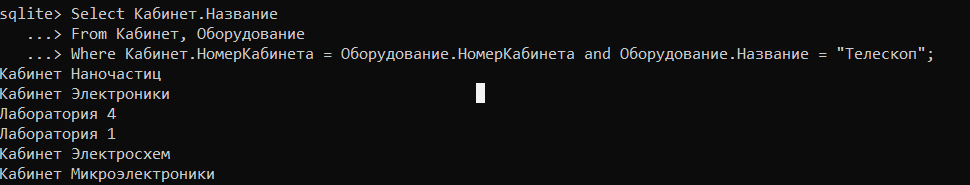 sqlite> Select Кабинет.Название
...> From Кабинет, Оборудование
...> Where Кабинет.НомерКабинета = Оборудование.НомерКабинета and Оборудование.Название = "Телескоп";
Кабинет Наночастиц
Кабинет Электроники
Лаборатория 4
Лаборатория 1
Кабинет Электросхем
Кабинет Микроэлектроники